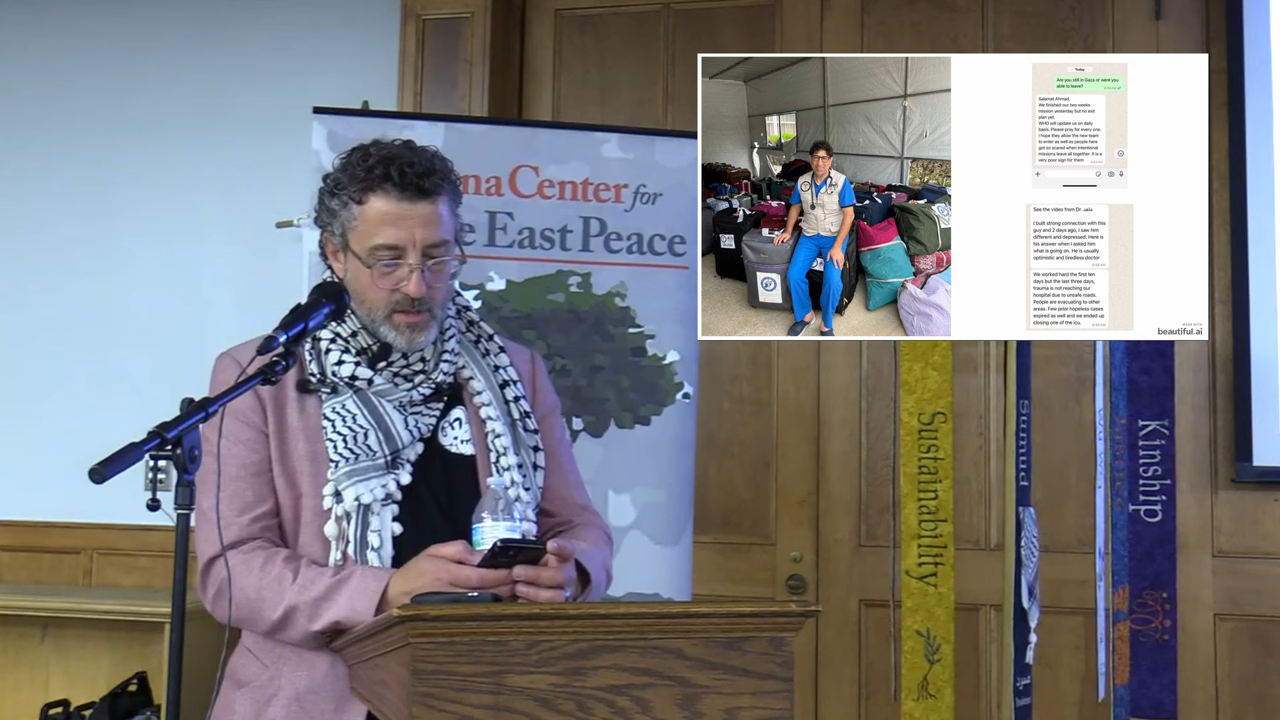 na Center for
e East Peace
Today
Are you still in Gaza or were you
able to leave?
Salamat Ahmad.
We finished our two weeks
mission yesterday but no exit
plan yet.
WHO will update us on daily
basis. Please pray for every one.
I hope they allow the new team
to enter as well as people here
got so scared when intentional
missions leave all together. It is a
very poor sign for them
See the video from Dr.
I built strong connection with this
guy and 2 days ago, I saw him
different and depressed. Here is
his answer when I asked him
what is going on. He is usually
optimistic and tireless doctor
We worked hard the first ten
days but the last three days,
trauma is not reaching our
hospital due to unsafe roads.
People are evacuating to other
areas. Few prior hopeless cases
expired as well and we ended up
closing one of the icu.
MADE WITH
beautiful.ai
Sustainability
sumud
صمود
Kinship